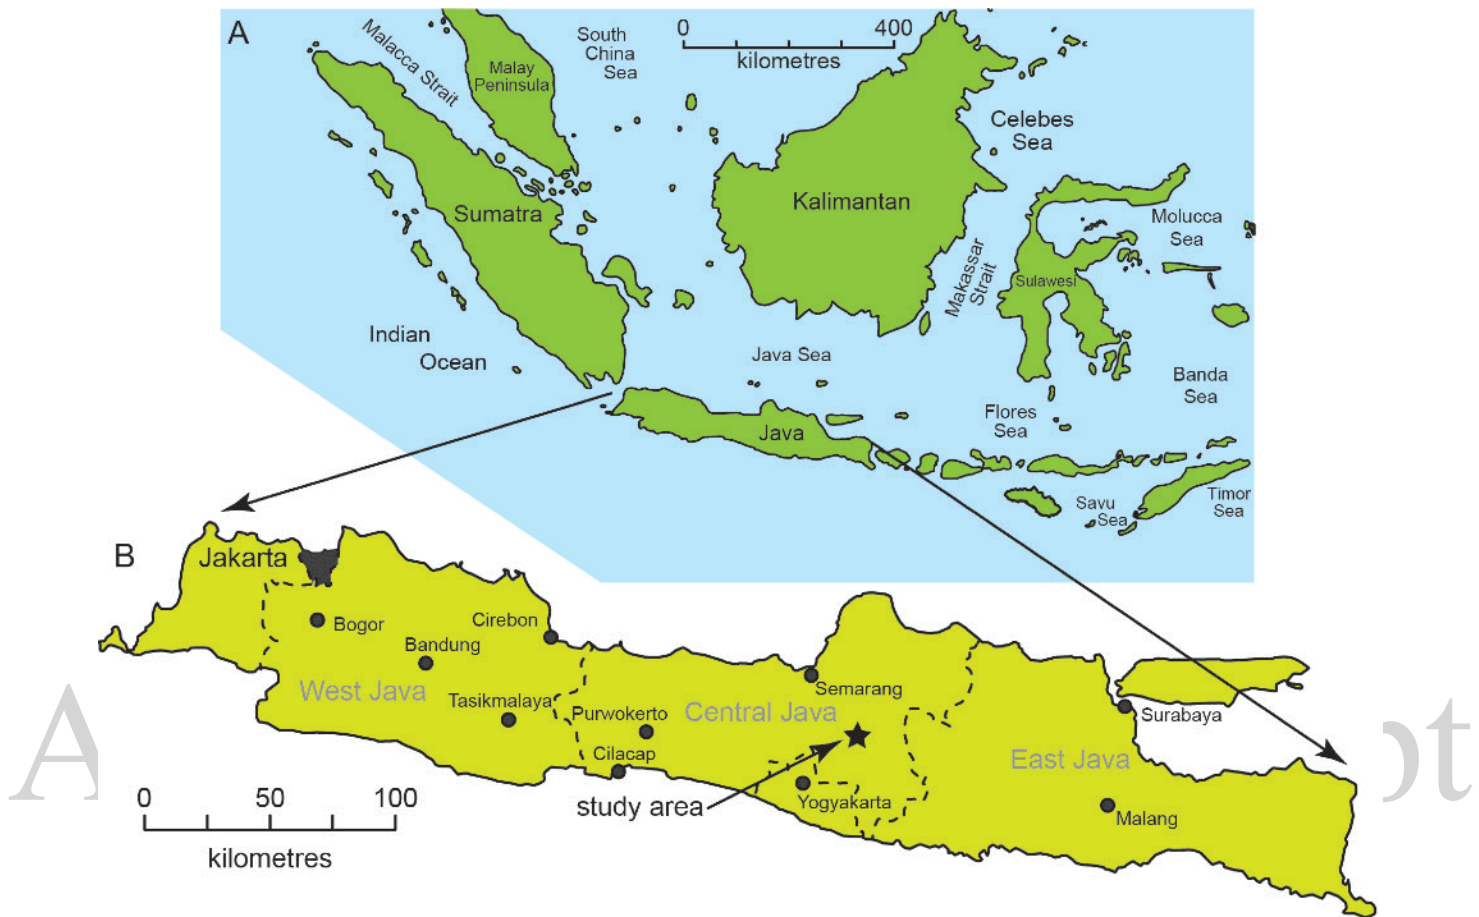 A
0
400
kilometres
South
China
Sea
Malacca Strait
Malay
Peninsula
Celebes
Sea
Kalimantan
Sumatra
Molucca
Sea
Makassar
Strait
Sulawesi
Indian
Ocean
Java Sea
Banda
Sea
Flores
Sea
Java
Savu
Sea
Timor
Sea
B
Jakarta
Bogor
Cirebon
Bandung
West Java
Tasikmalaya
Purwokerto
Cilacap
Semarang
Central Java
Surabaya
East Java
study area
Yogyakarta
Malang
0
50
100
kilometres
A
ot